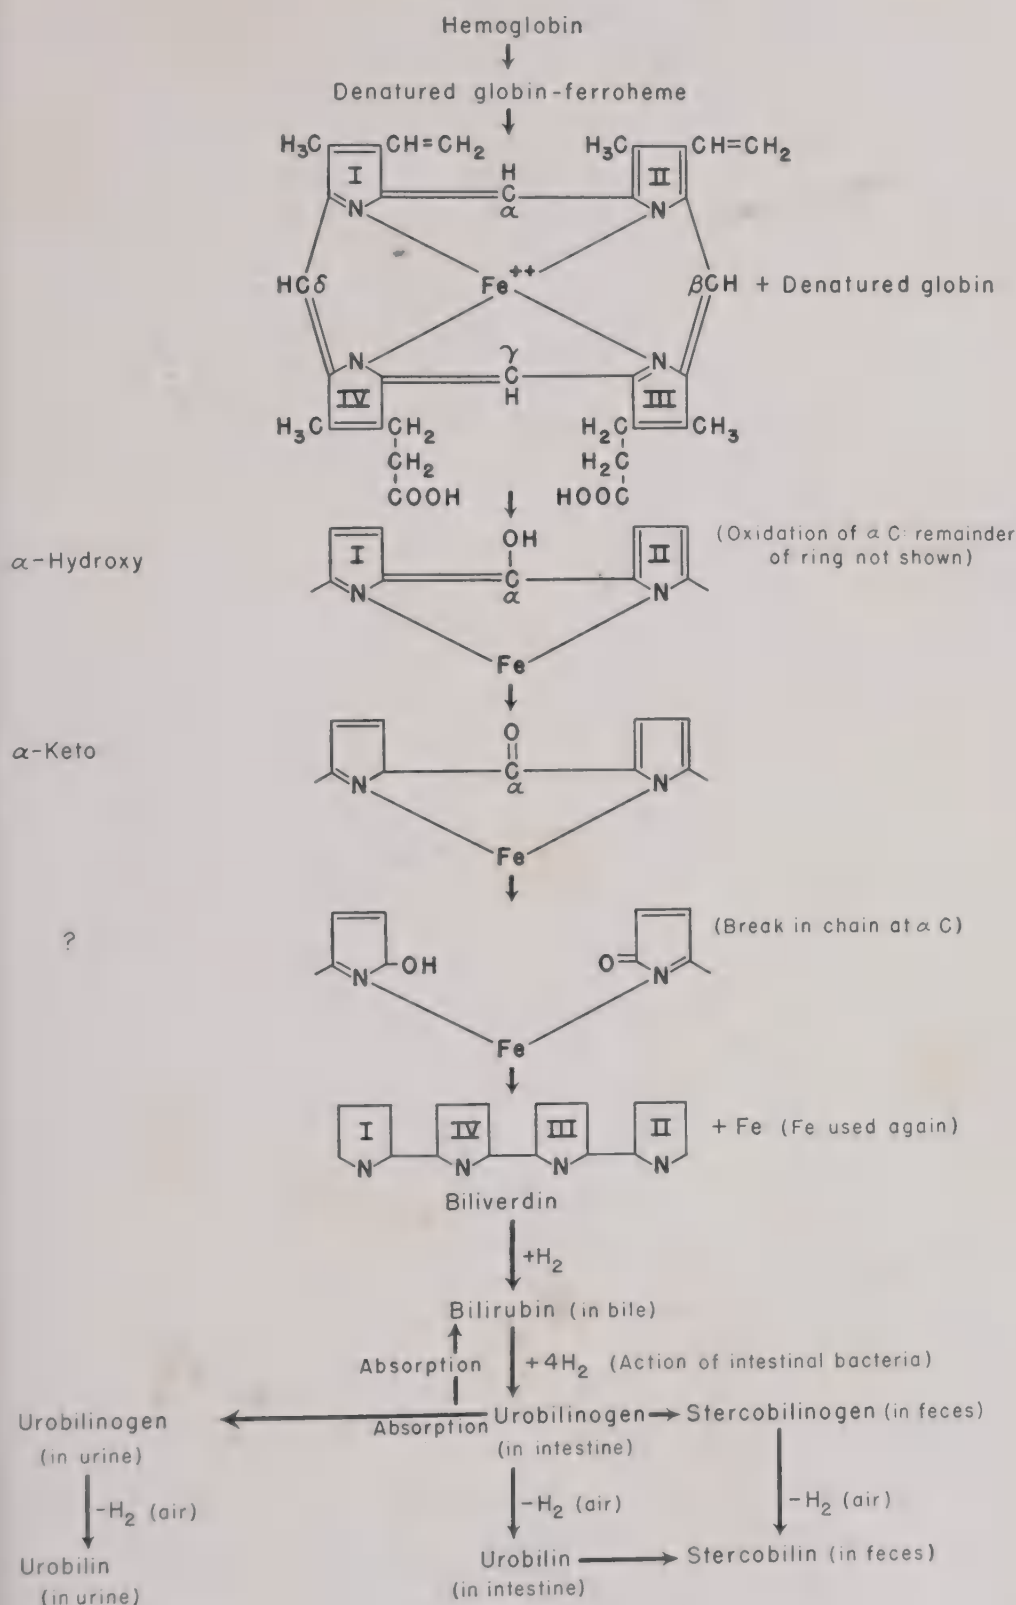 Hemoglobin
Denatured globin-ferroheme
H₃C CH=CH₂ H H₃C CH=CH₂
I C II
N α N
HCδ Fe⁺⁺ βCH + Denatured globin
N γ N
IV C III
H₃C CH₂ H H₂C CH₃
CH₂ H₂C
COOH HOOC
α-Hydroxy I OH II (Oxidation of α C: remainder
of ring not shown)
N C N
α
Fe
α-Keto O
N C N
α
Fe
? (Break in chain at α C)
N OH O N
Fe
I IV III II + Fe (Fe used again)
N N N N
Biliverdin
+H₂
Bilirubin (in bile)
Absorption +4H₂ (Action of intestinal bacteria)
Urobilinogen Absorption Urobilinogen Stercobilinogen (in feces)
(in urine) (in intestine)
-H₂ (air) -H₂ (air) -H₂ (air)
Urobilin Urobilin Stercobilin (in feces)
(in urine) (in intestine)